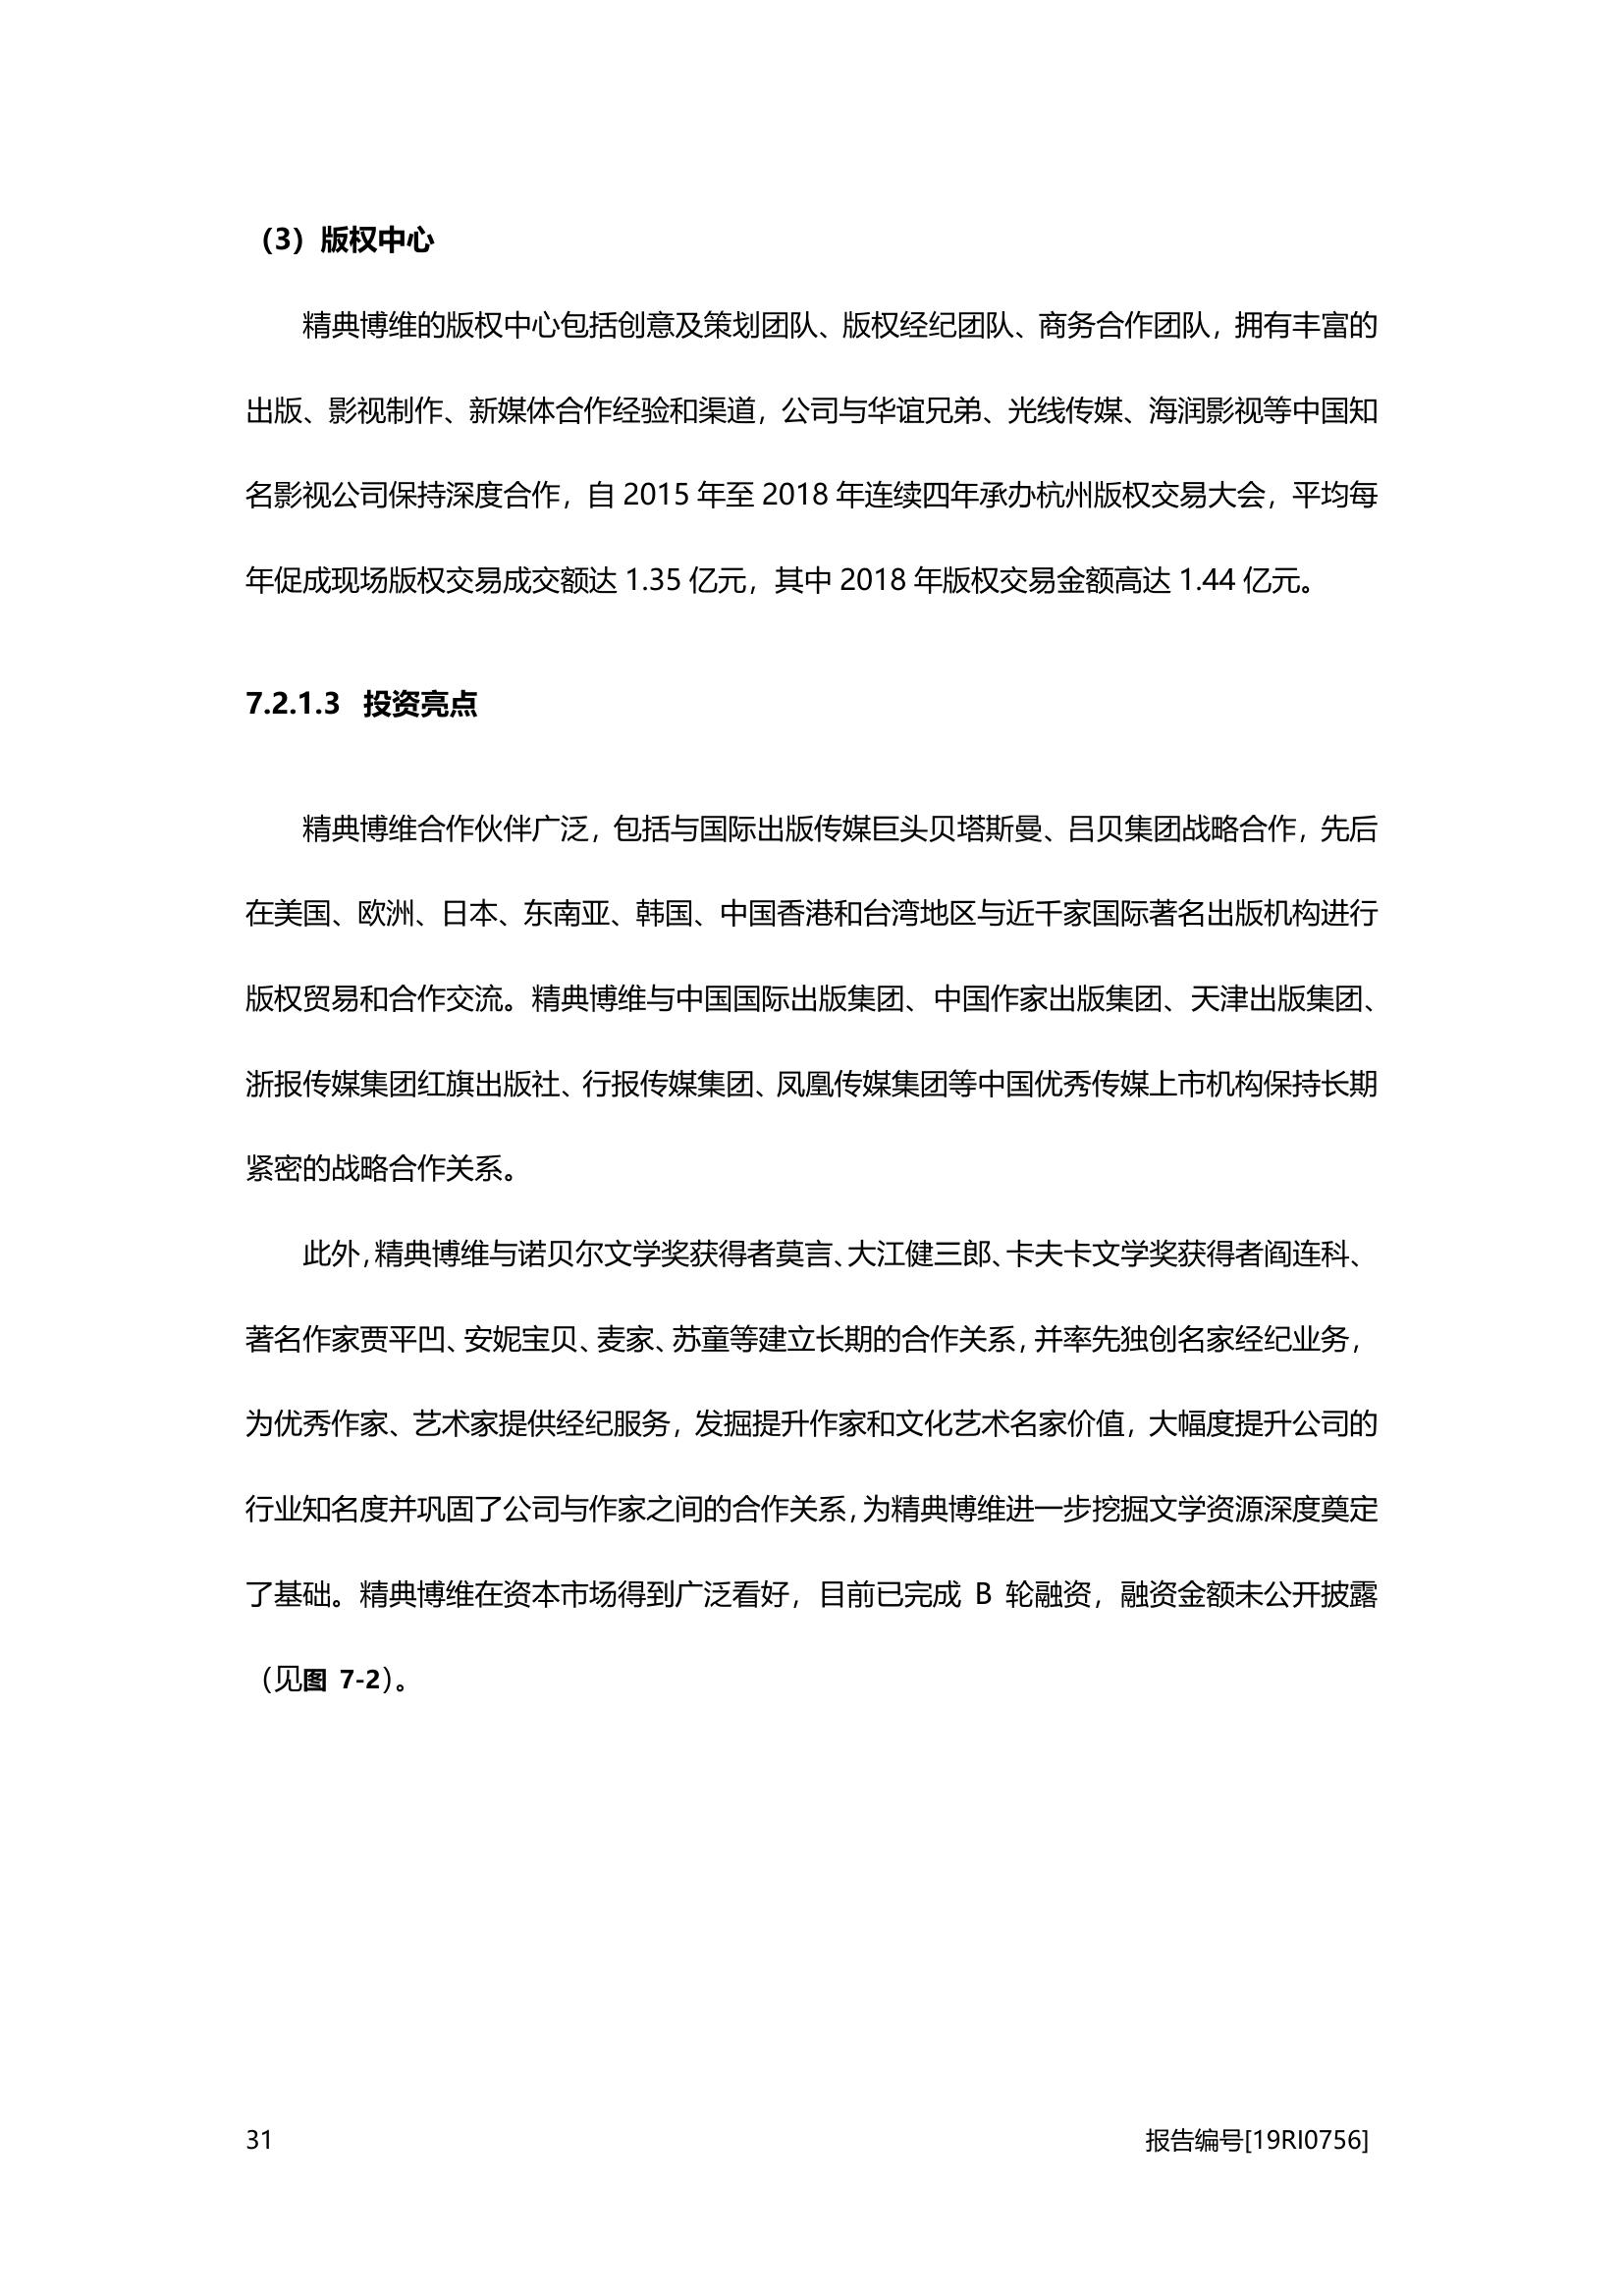 （3）版权中心
精典博维的版权中心包括创意及策划团队、版权经纪团队、商务合作团队，拥有丰富的
出版、影视制作、新媒体合作经验和渠道，公司与华谊兄弟、光线传媒、海润影视等中国知
名影视公司保持深度合作，自 2015 年至 2018 年连续四年承办杭州版权交易大会，平均每
年促成现场版权交易成交额达 1.35 亿元，其中 2018 年版权交易金额高达 1.44 亿元。
7.2.1.3 投资亮点
精典博维合作伙伴广泛，包括与国际出版传媒巨头贝塔斯曼、吕贝集团战略合作，先后
在美国、欧洲、日本、东南亚、韩国、中国香港和台湾地区与近千家国际著名出版机构进行
版权贸易和合作交流。精典博维与中国国际出版集团、中国作家出版集团、天津出版集团、
浙报传媒集团红旗出版社、行报传媒集团、凤凰传媒集团等中国优秀传媒上市机构保持长期
紧密的战略合作关系。
此外，精典博维与诺贝尔文学奖获得者莫言、大江健三郎、卡夫卡文学奖获得者阎连科、
著名作家贾平凹、安妮宝贝、麦家、苏童等建立长期的合作关系，并率先独创名家经纪业务，
为优秀作家、艺术家提供经纪服务，发掘提升作家和文化艺术名家价值，大幅度提升公司的
行业知名度并巩固了公司与作家之间的合作关系，为精典博维进一步挖掘文学资源深度奠定
了基础。精典博维在资本市场得到广泛看好，目前已完成 B 轮融资，融资金额未公开披露
（见图 7-2）。
31 报告编号[19RI0756]